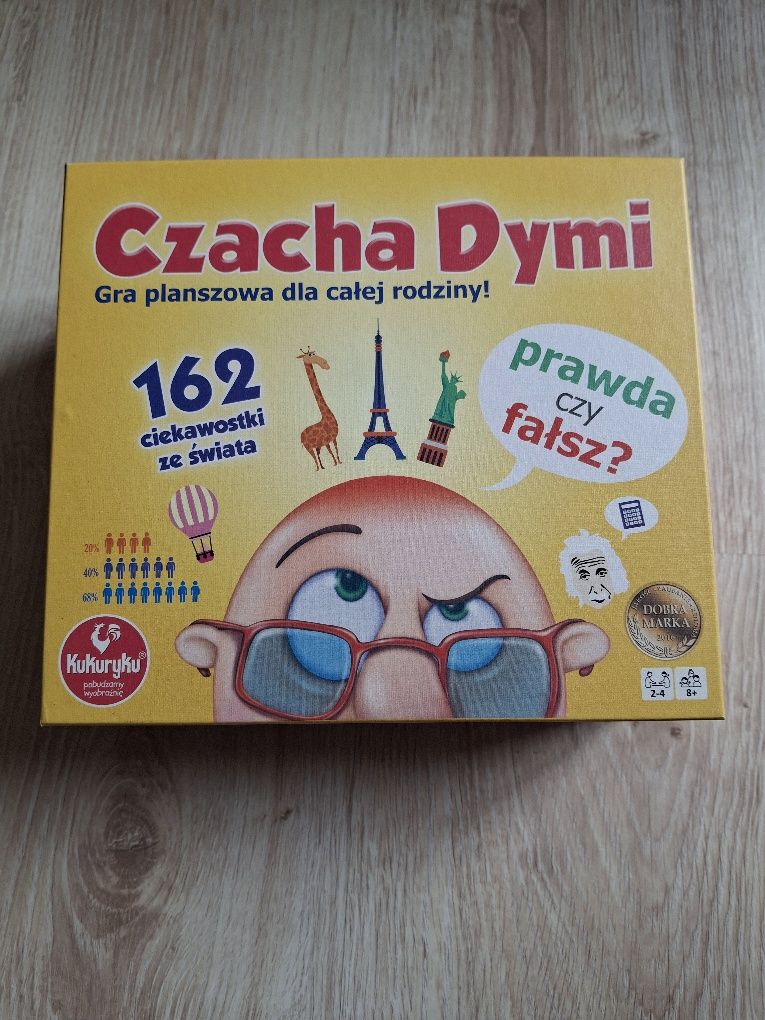 Czacha Dymi
Gra planszowa dla całej rodziny!
162
ciekawostki
ze świata
prawda
czy
fałsz?
20%
40%
68%
KuKuryku®
pobudzamy
wyobraźnię
DOBRA
MARKA
2-4
8+